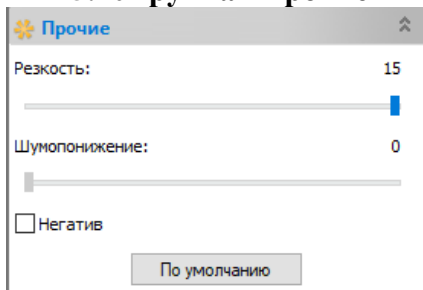 Прочие
Резкость: 15
Шумопонижение: 0
Негатив
По умолчанию